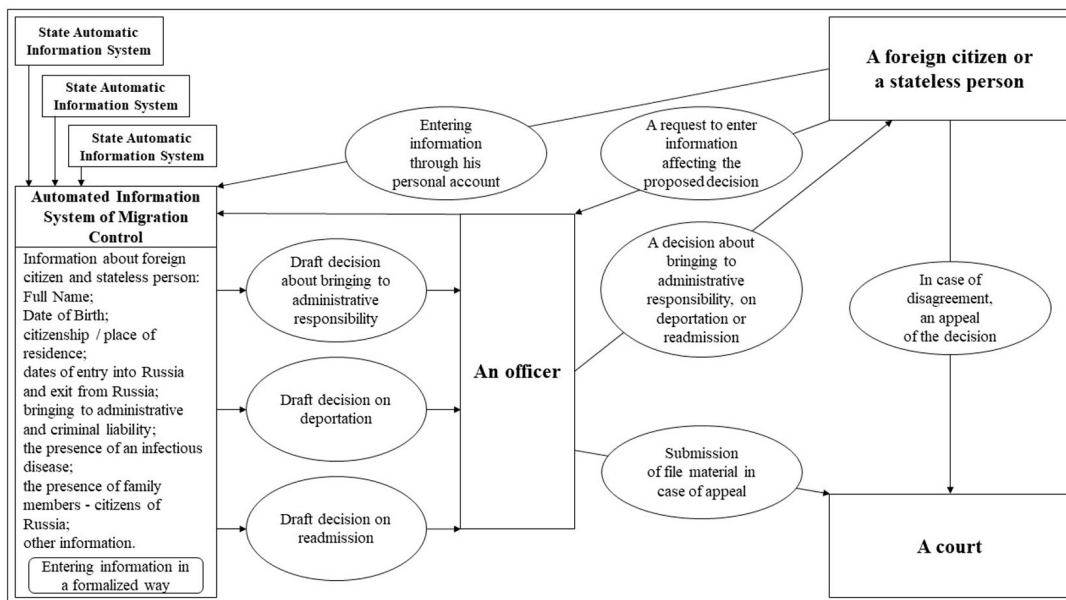 State Automatic
Information System
State Automatic
Information System
State Automatic
Information System
Automated Information
System of Migration
Control
Information about foreign
citizen and stateless person:
Full Name;
Date of Birth;
citizenship / place of
residence;
dates of entry into Russia
and exit from Russia;
bringing to administrative
and criminal liability;
the presence of an infectious
disease;
the presence of family
members - citizens of
Russia;
other information.
Entering information in
a formalized way
Entering
information
through his
personal account
Draft decision
about bringing to
administrative
responsibility
Draft decision on
deportation
Draft decision on
readmission
An officer
A request to enter
information
affecting the
proposed decision
A decision about
bringing to
administrative
responsibility, on
deportation or
readmission
Submission
of file material in
case of appeal
A foreign citizen or
a stateless person
In case of
disagreement,
an appeal
of the decision
A court